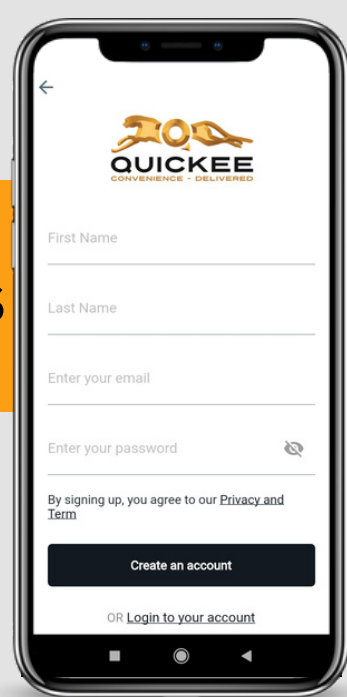 QUICKEE
CONVENIENCE - DELIVERED
First Name
Last Name
Enter your email
Enter your password
By signing up, you agree to our Privacy and
Term
Create an account
OR Login to your account